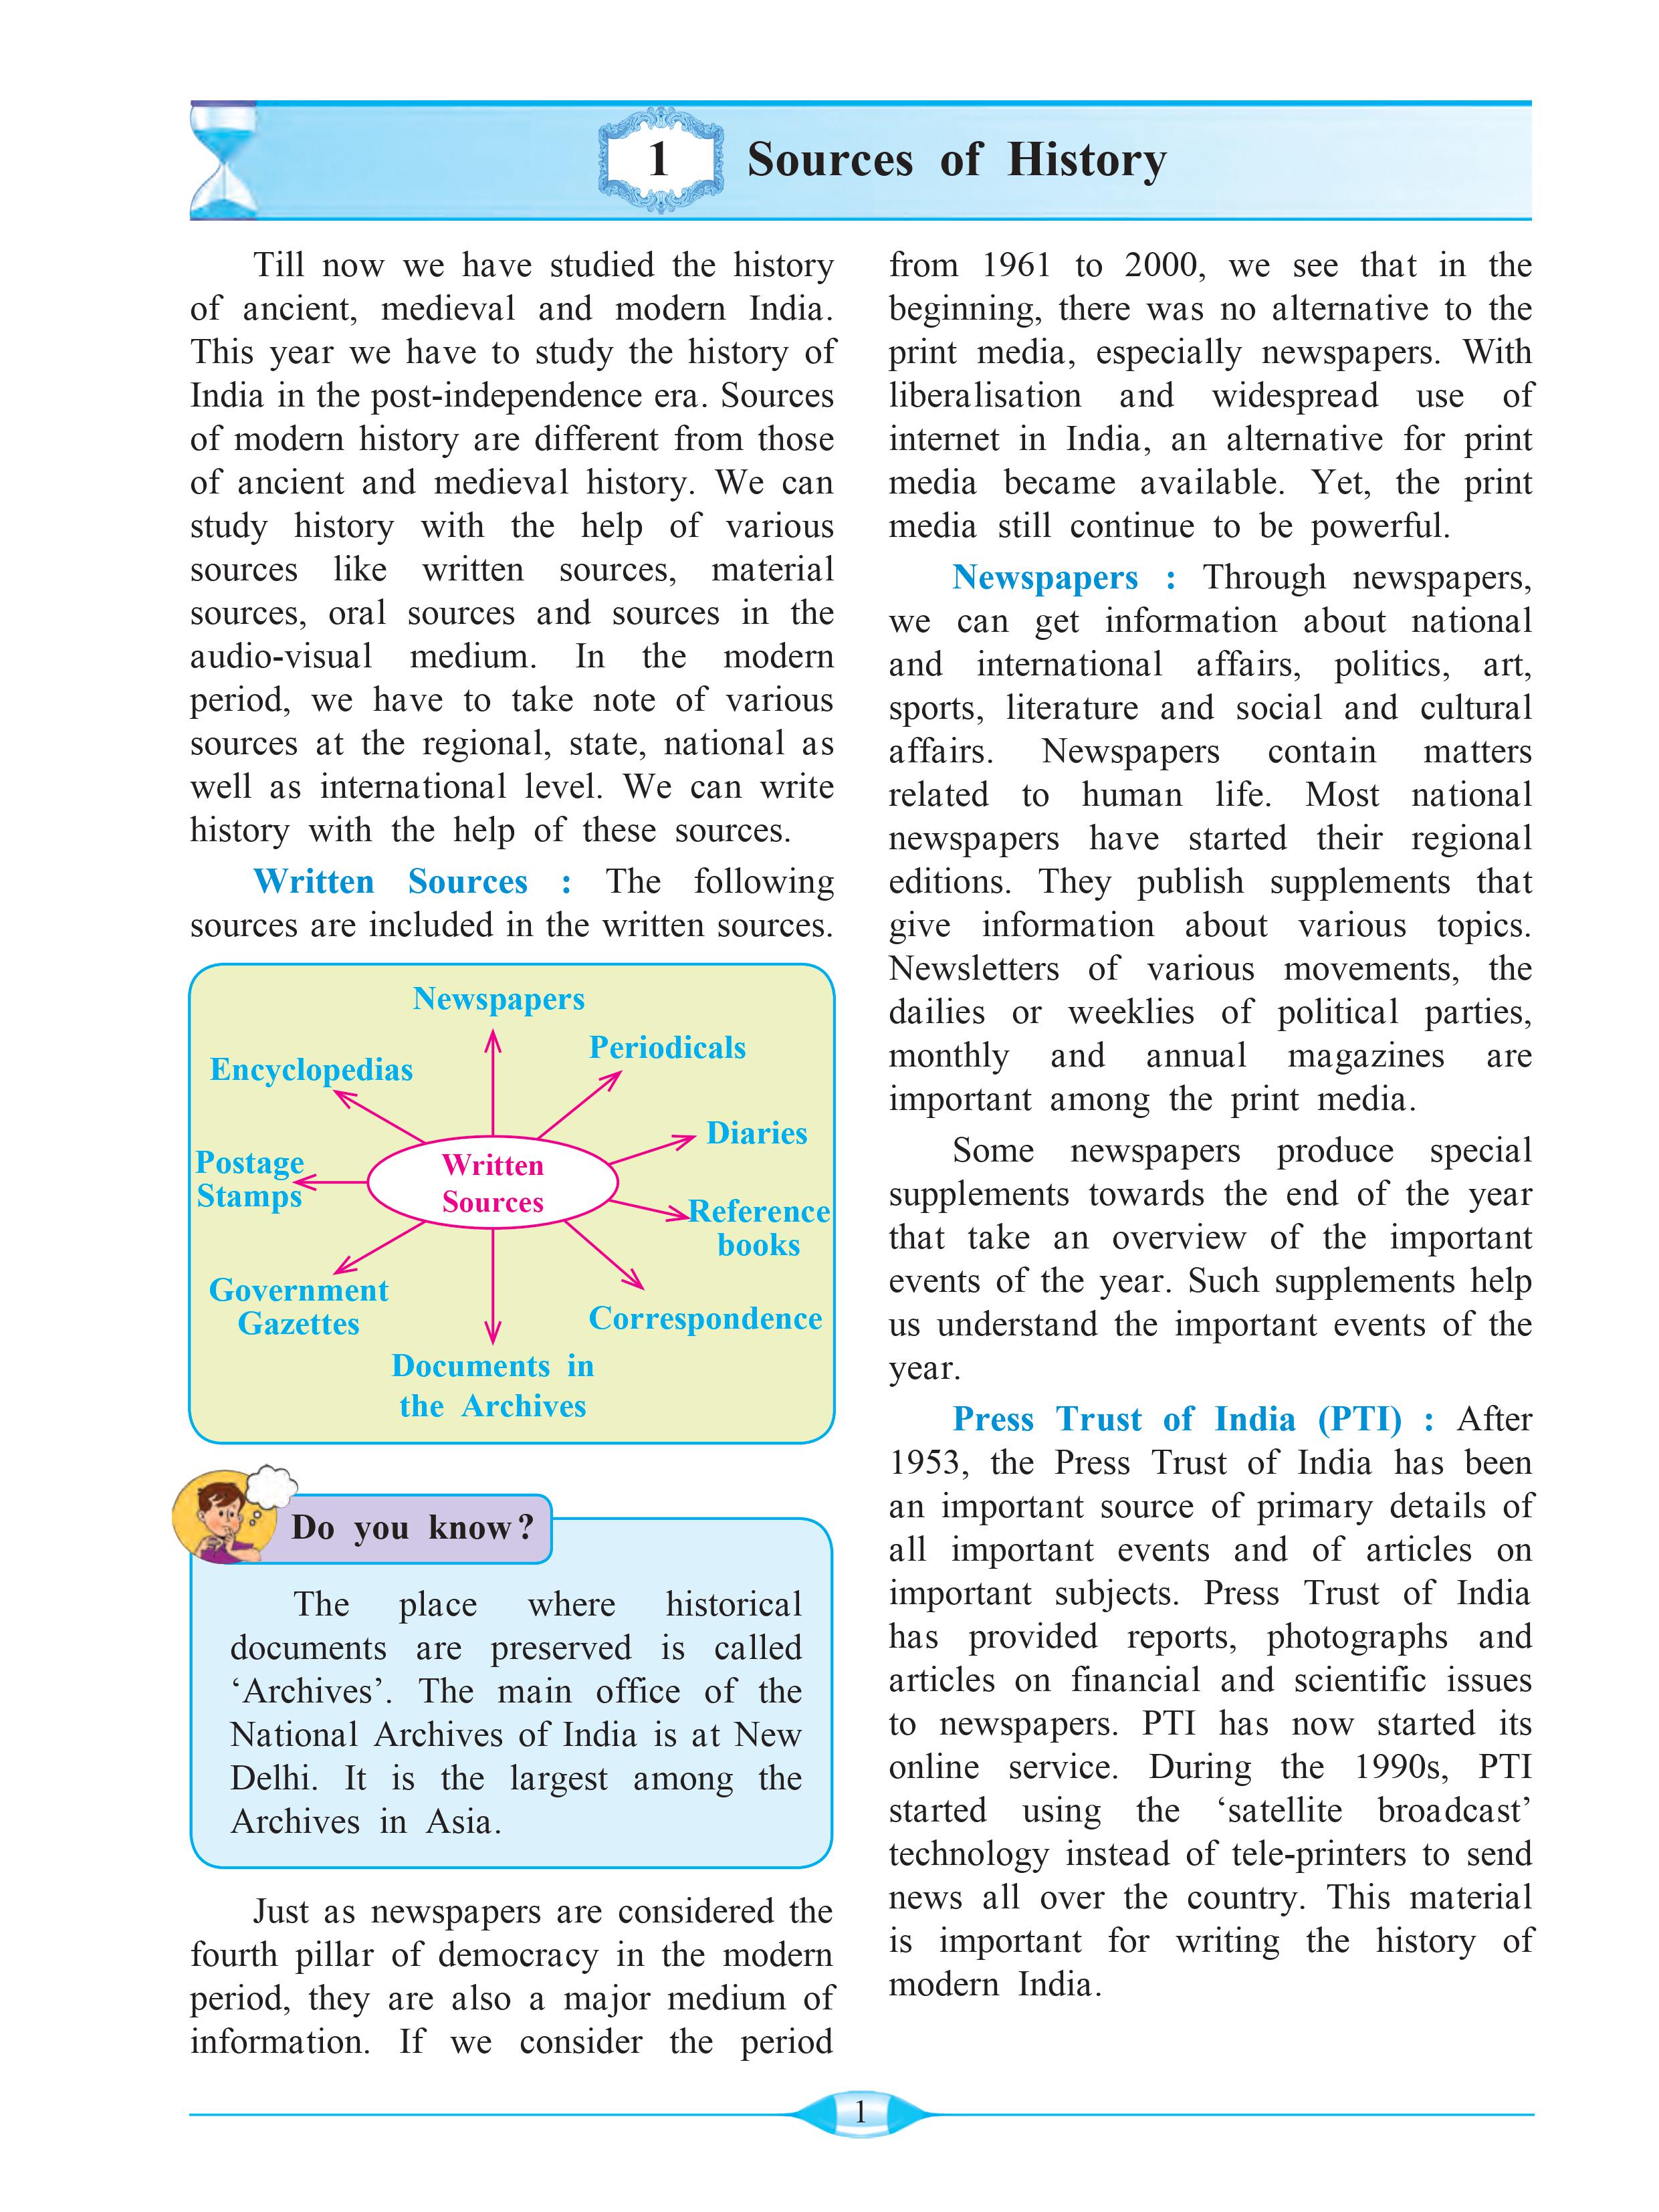 1 Sources of History
Till now we have studied the history
of ancient, medieval and modern India.
This year we have to study the history of
India in the post-independence era. Sources
of modern history are different from those
of ancient and medieval history. We can
study history with the help of various
sources like written sources, material
sources, oral sources and sources in the
audio-visual medium. In the modern
period, we have to take note of various
sources at the regional, state, national as
well as international level. We can write
history with the help of these sources.
Written Sources : The following
sources are included in the written sources.
Newspapers
Periodicals
Encyclopedias
Diaries
Postage
Stamps
Written
Sources
Reference
books
Government
Gazettes
Correspondence
Documents in
the Archives
Do you know?
The place where historical
documents are preserved is called
‘Archives’. The main office of the
National Archives of India is at New
Delhi. It is the largest among the
Archives in Asia.
Just as newspapers are considered the
fourth pillar of democracy in the modern
period, they are also a major medium of
information. If we consider the period
from 1961 to 2000, we see that in the
beginning, there was no alternative to the
print media, especially newspapers. With
liberalisation and widespread use of
internet in India, an alternative for print
media became available. Yet, the print
media still continue to be powerful.
Newspapers : Through newspapers,
we can get information about national
and international affairs, politics, art,
sports, literature and social and cultural
affairs. Newspapers contain matters
related to human life. Most national
newspapers have started their regional
editions. They publish supplements that
give information about various topics.
Newsletters of various movements, the
dailies or weeklies of political parties,
monthly and annual magazines are
important among the print media.
Some newspapers produce special
supplements towards the end of the year
that take an overview of the important
events of the year. Such supplements help
us understand the important events of the
year.
Press Trust of India (PTI) : After
1953, the Press Trust of India has been
an important source of primary details of
all important events and of articles on
important subjects. Press Trust of India
has provided reports, photographs and
articles on financial and scientific issues
to newspapers. PTI has now started its
online service. During the 1990s, PTI
started using the ‘satellite broadcast’
technology instead of tele-printers to send
news all over the country. This material
is important for writing the history of
modern India.
1